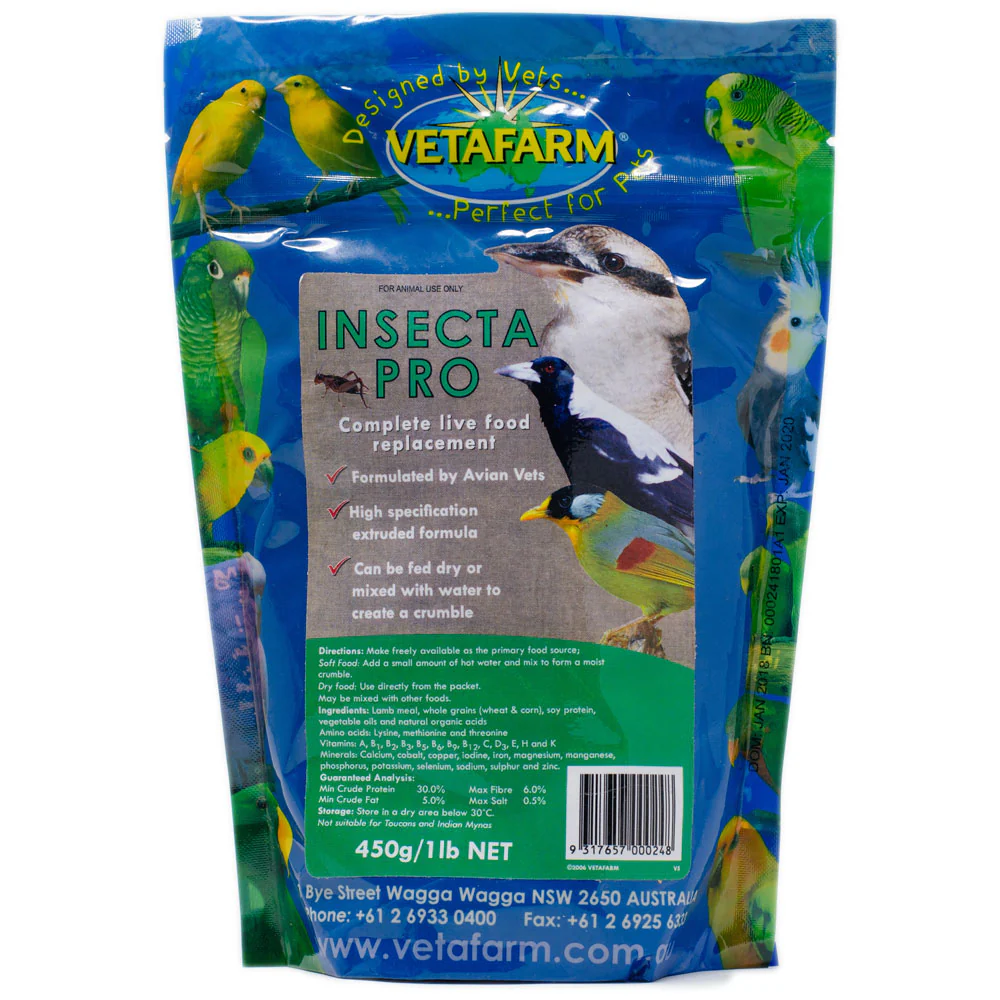 Designed by Vets....
VETAFARM®
...Perfect for P ts
FOR ANIMAL USE ONLY
INSECTA
PRO
Complete live food
replacement
Formulated by Avian Vets
High specification
extruded formula
Can be fed dry or
mixed with water to
create a crumble
Directions: Make freely available as the primary food source;
Soft Food: Add a small amount of hot water and mix to form a moist
crumble.
Dry food: Use directly from the packet.
May be mixed with other foods.
Ingredients: Lamb meal, whole grains (wheat & corn), soy protein,
vegetable oils and natural organic acids
Amino acids: Lysine, methionine and threonine
Vitamins: A, B1, B2, B3, B5, B6, B9, B12, C, D3, E, H and K
Minerals: Calcium, cobalt, copper, iodine, iron, magnesium, manganese,
phosphorus, potassium, selenium, sodium, sulphur and zinc.
Guaranteed Analysis:
Min Crude Protein 30.0% Max Fibre 6.0%
Min Crude Fat 5.0% Max Salt 0.5%
Storage: Store in a dry area below 30°C.
Not suitable for Toucans and Indian Mynas
450g/1lb NET
9 317657 000248
©2006 VETAFARM V5
DOM: JAN 2018 BN: 000241801A1 EXP: JAN 2020
Bye Street Wagga Wagga NSW 2650 AUSTRALIA
phone: +61 2 6933 0400 Fax: +61 2 6925
www.vetafarm.com.au